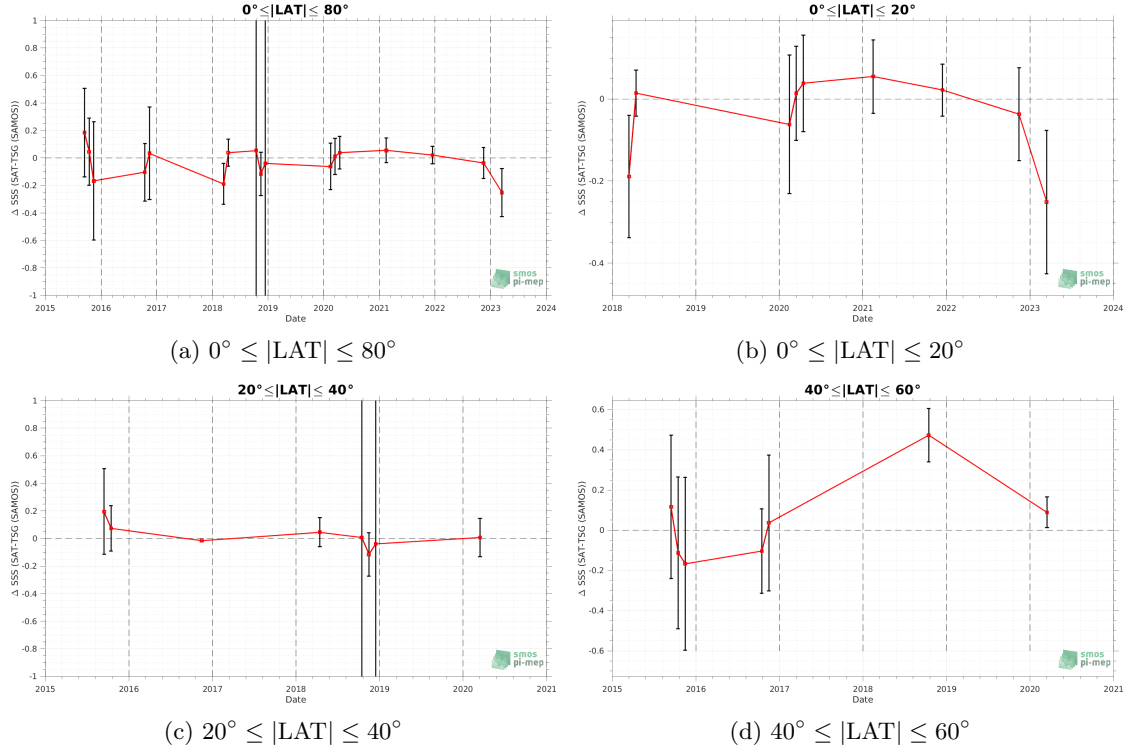 0°≤|LAT|≤ 80°
Δ SSS (SAT-TSG (SAMOS))
1
0.8
0.6
0.4
0.2
0
-0.2
-0.4
-0.6
-0.8
-1
2015 2016 2017 2018 2019 2020 2021 2022 2023 2024
Date
smos
pi-mep
(a) 0° ≤ |LAT| ≤ 80°
0°≤|LAT|≤ 20°
Δ SSS (SAT-TSG (SAMOS))
0
-0.2
-0.4
2018 2019 2020 2021 2022 2023 2024
Date
smos
pi-mep
(b) 0° ≤ |LAT| ≤ 20°
20°≤|LAT|≤ 40°
Δ SSS (SAT-TSG (SAMOS))
1
0.8
0.6
0.4
0.2
0
-0.2
-0.4
-0.6
-0.8
-1
2015 2016 2017 2018 2019 2020 2021
Date
smos
pi-mep
(c) 20° ≤ |LAT| ≤ 40°
40°≤|LAT|≤ 60°
Δ SSS (SAT-TSG (SAMOS))
0.6
0.4
0.2
0
-0.2
-0.4
-0.6
2015 2016 2017 2018 2019 2020 2021
Date
smos
pi-mep
(d) 40° ≤ |LAT| ≤ 60°